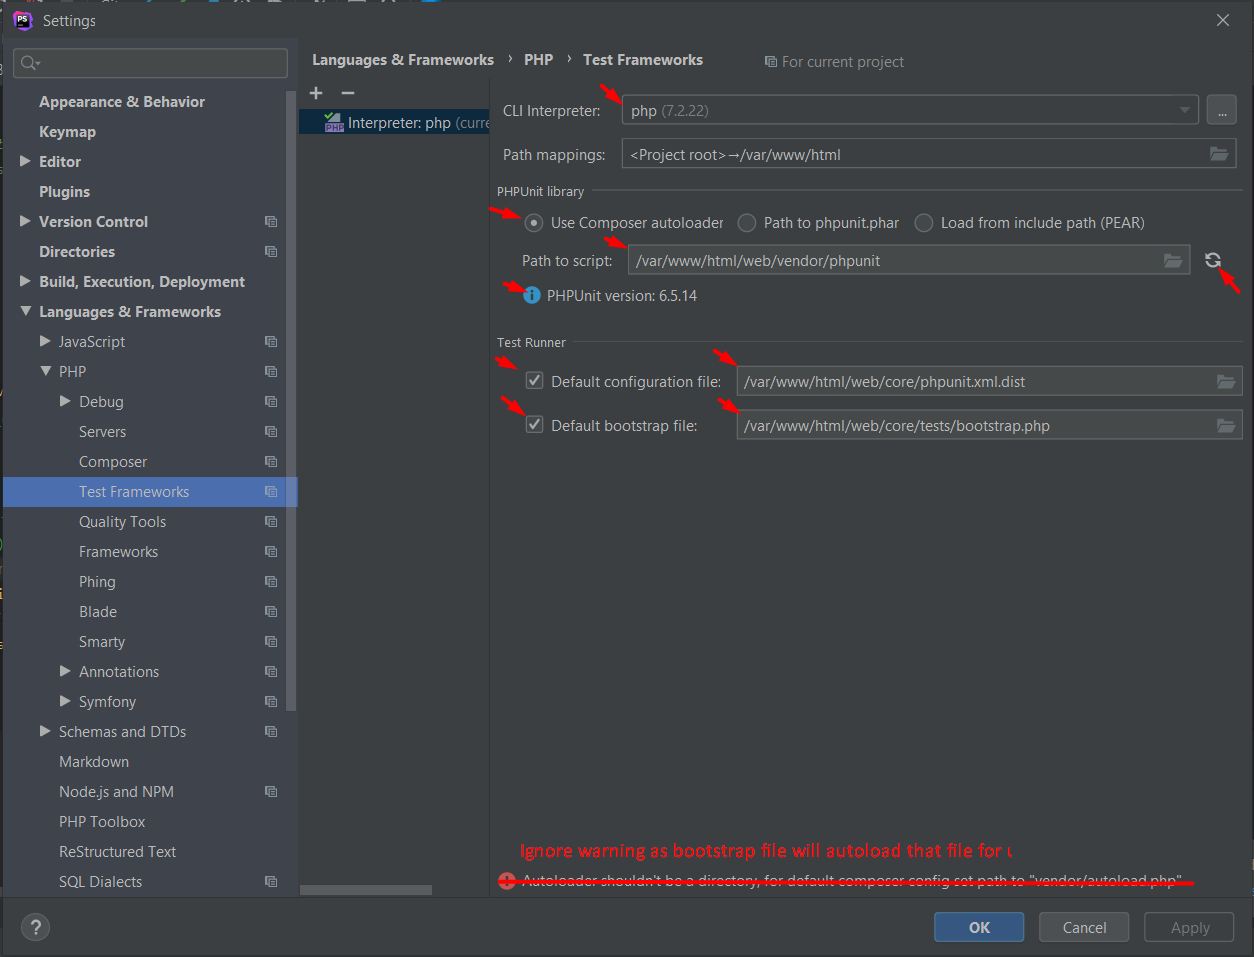 Settings
Appearance & Behavior
Keymap
Editor
Plugins
Version Control
Directories
Build, Execution, Deployment
Languages & Frameworks
JavaScript
PHP
Debug
Servers
Composer
Test Frameworks
Quality Tools
Frameworks
Phing
Blade
Smarty
Annotations
Symfony
Schemas and DTDs
Markdown
Node.js and NPM
PHP Toolbox
ReStructured Text
SQL Dialects
Languages & Frameworks › PHP › Test Frameworks For current project
Interpreter: php (curre
CLI Interpreter: php (7.2.22) ...
Path mappings: <Project root>→/var/www/html
PHPUnit library
Use Composer autoloader Path to phpunit.phar Load from include path (PEAR)
Path to script: /var/www/html/web/vendor/phpunit
PHPUnit version: 6.5.14
Test Runner
Default configuration file: /var/www/html/web/core/phpunit.xml.dist
Default bootstrap file: /var/www/html/web/core/tests/bootstrap.php
Ignore warning as bootstrap file will autoload that file for
Autoloader shouldn't be a directory, for default composer config set path to "vendor/autoload.php"
? OK Cancel Apply